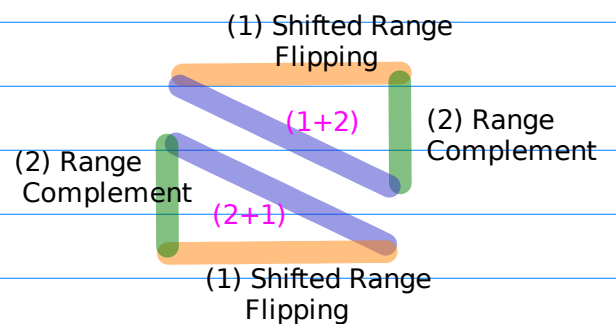 (1) Shifted Range
Flipping
(1+2)
(2) Range
Complement
(2) Range
Complement
(2+1)
(1) Shifted Range
Flipping